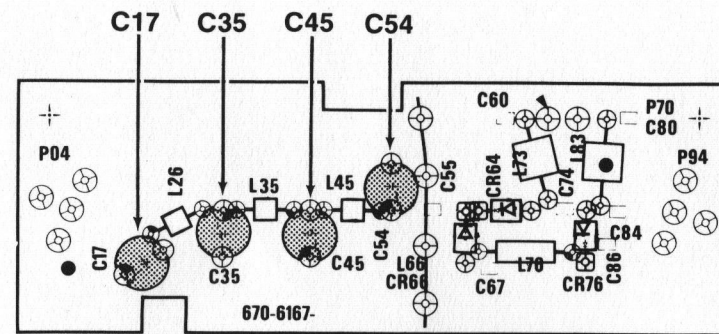 C17 C35 C45 C54
C60
P70
C80
P04
L26
L35
L45
C55
CR64
L73
L83
C74
P94
C17
C35
C45
C54
L66
CR66
C67
L78
CR76
C86
C84
670-6167-